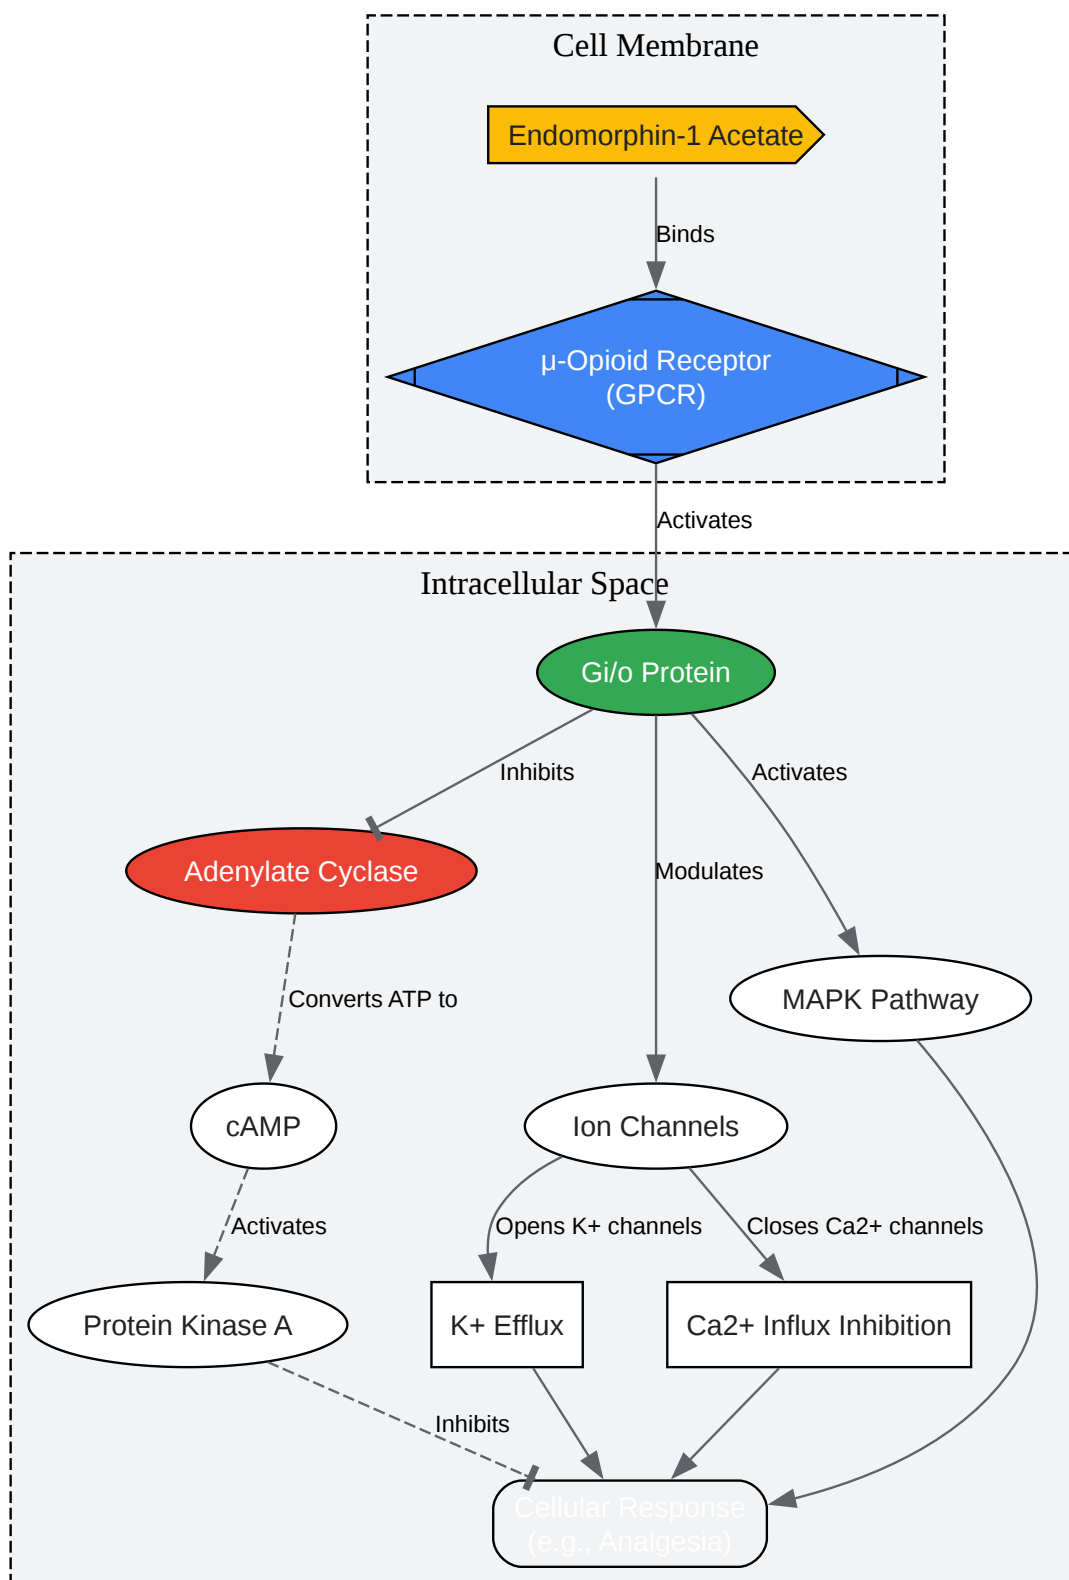 Cell Membrane
Endomorphin-1 Acetate
Binds
μ-Opioid Receptor
(GPCR)
Activates
Intracellular Space
Gi/o Protein
Inhibits
Activates
Adenylate Cyclase
Modulates
MAPK Pathway
Converts ATP to
cAMP
Ion Channels
Activates
Opens K+ channels
Closes Ca2+ channels
Protein Kinase A
K+ Efflux
Ca2+ Influx Inhibition
Inhibits
Cellular Response
(e.g., Analgesia)